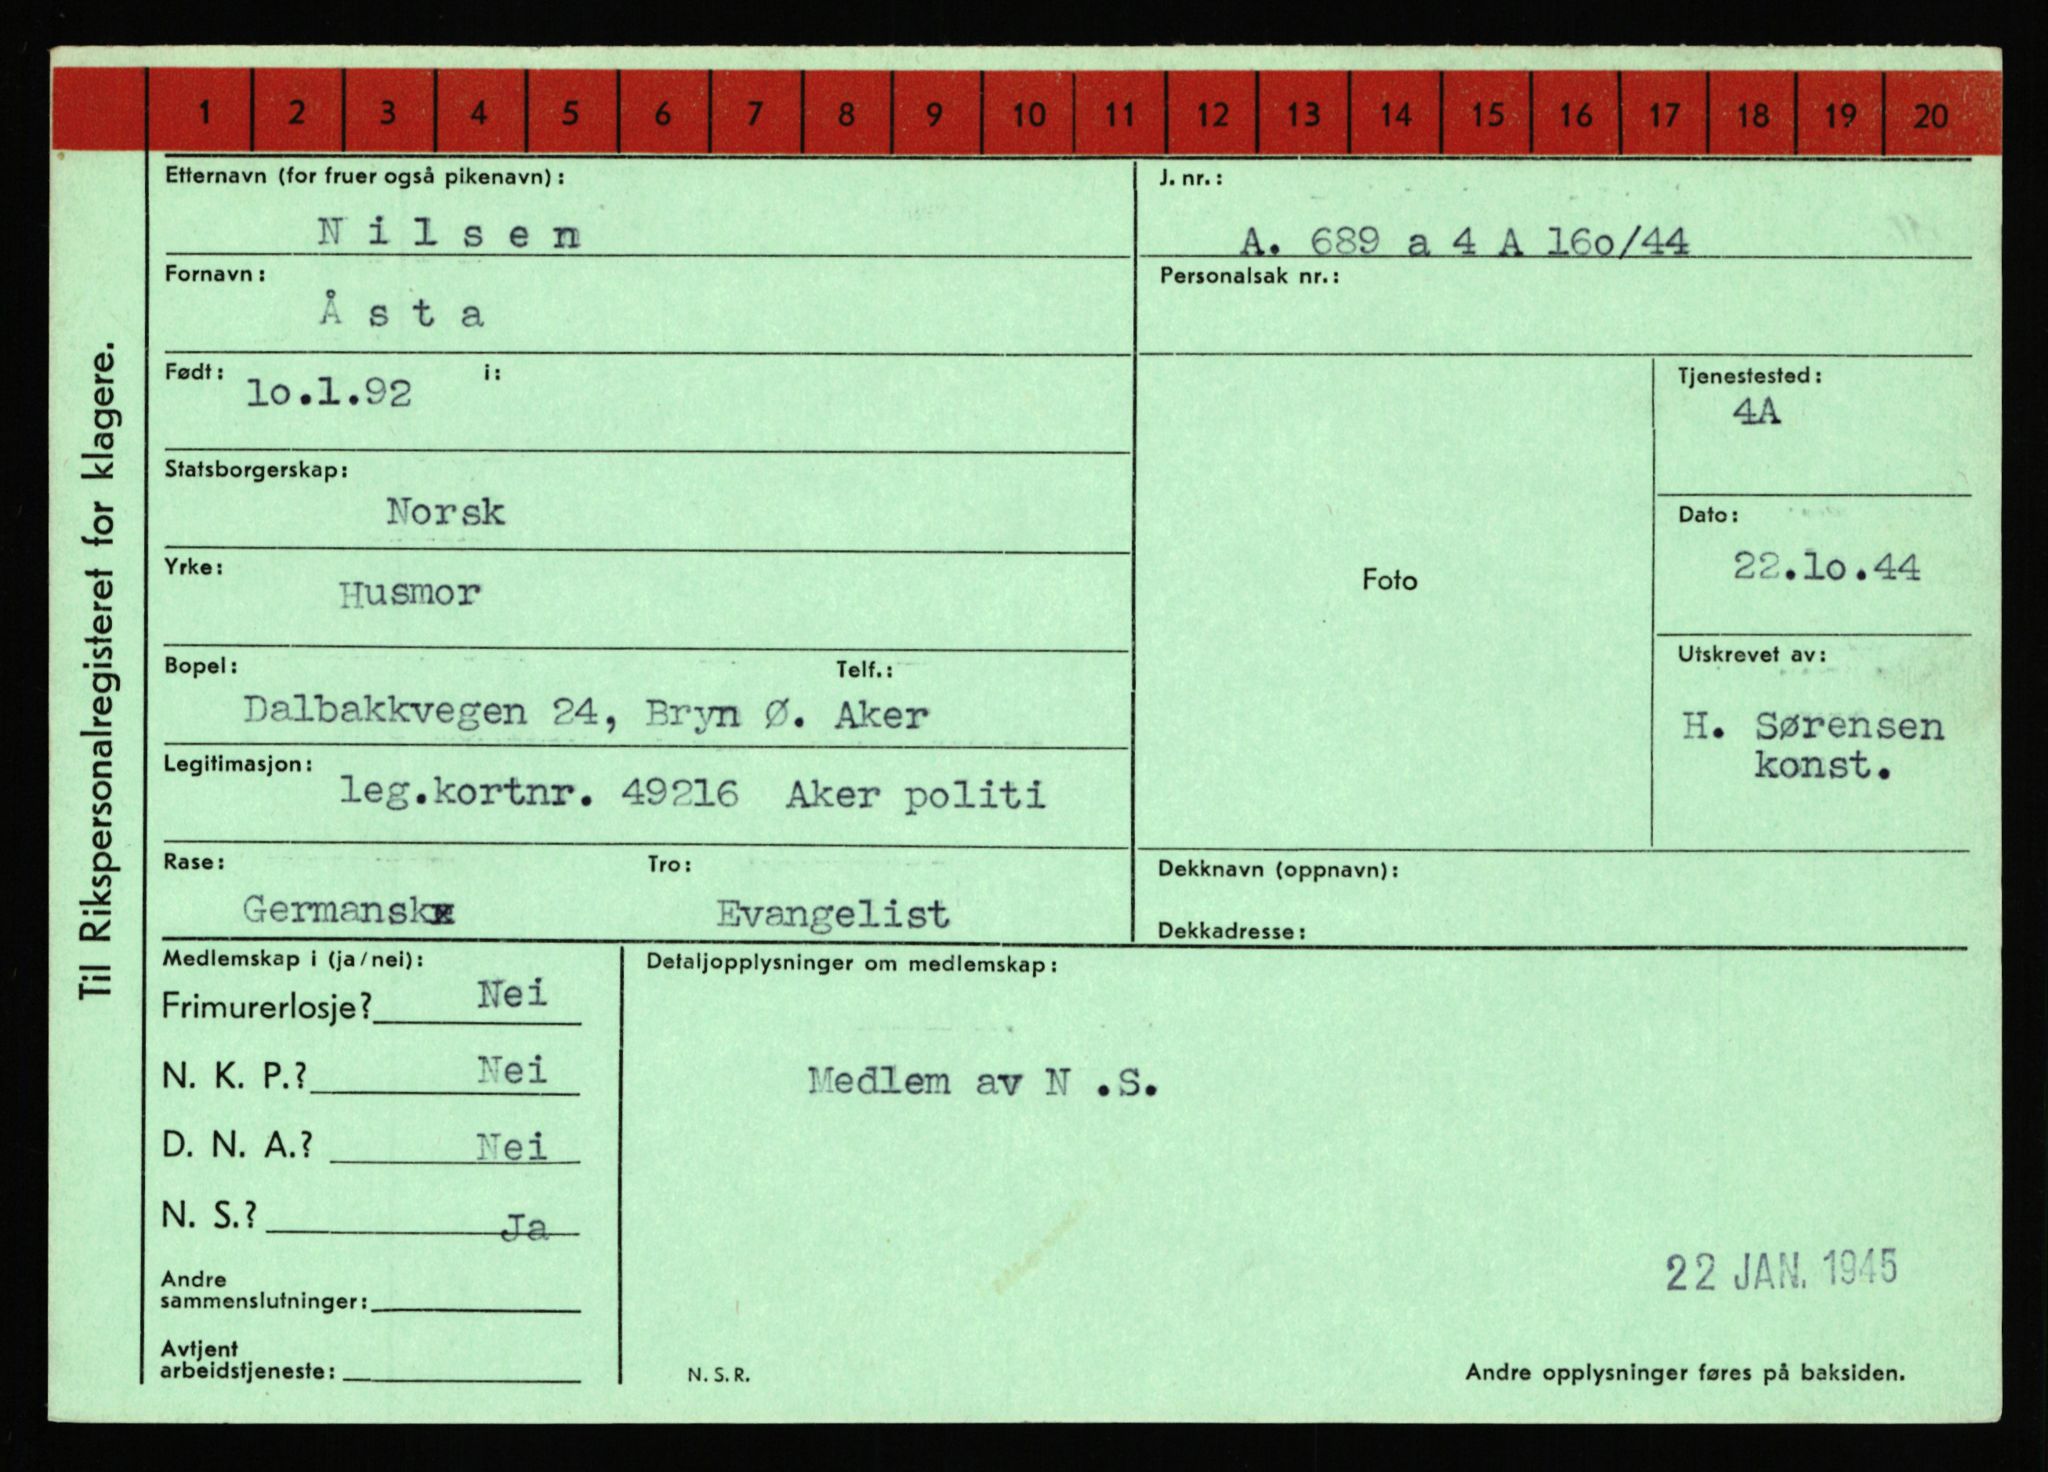 1 2 3 4 5 6 7 8 9 10 11 12 13 14 15 16 17 18 19 20
Til Rikspersonalregisteret for klagere.
Etternavn (for fruer også pikenavn):
Nilsen
Fornavn:
Åsta
Født: i:
10.1.92
Statsborgerskap:
Norsk
Yrke:
Husmor
Bopel: Telf.:
Dalbakkvegen 24, Bryn Ø. Aker
Legitimasjon:
leg.kortnr. 49216 Aker politi
Rase: Tro:
Germansk Evangelist
J. nr.:
A. 689 a 4 A 16o/44
Personalsak nr.:
Foto
Tjenestested:
4A
Dato:
22.1o.44
Utskrevet av:
H. Sørensen
konst.
Dekknavn (oppnavn):
Dekkadresse:
Medlemskap i (ja/nei):
Frimurerlosje? Nei
N. K. P.? Nei
D. N. A.? Nei
N. S.? Ja
Andre
sammenslutninger:
Avtjent
arbeidstjeneste:
Detaljopplysninger om medlemskap:
Medlem av N .S.
22 JAN. 1945
N. S. R.
Andre opplysninger føres på baksiden.